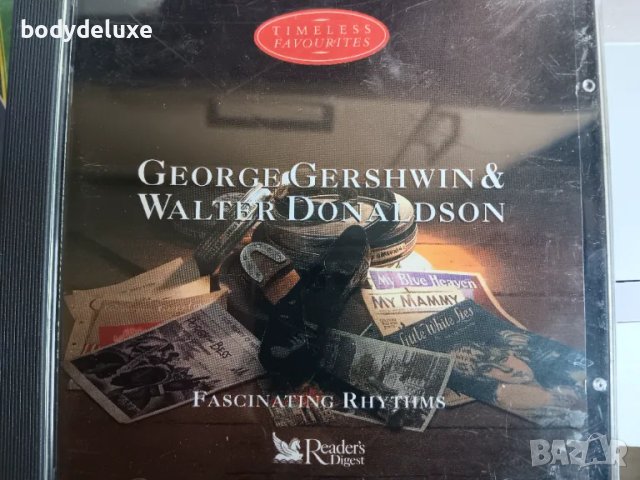 bodydeluxe
TIMELESS
FAVOURITES
GEORGE GERSHWIN &
WALTER DONALDSON
My Blue Heaven
MY MAMMY
Little White Lies
FASCINATING RHYTHMS
Reader's
Digest
BAZAR